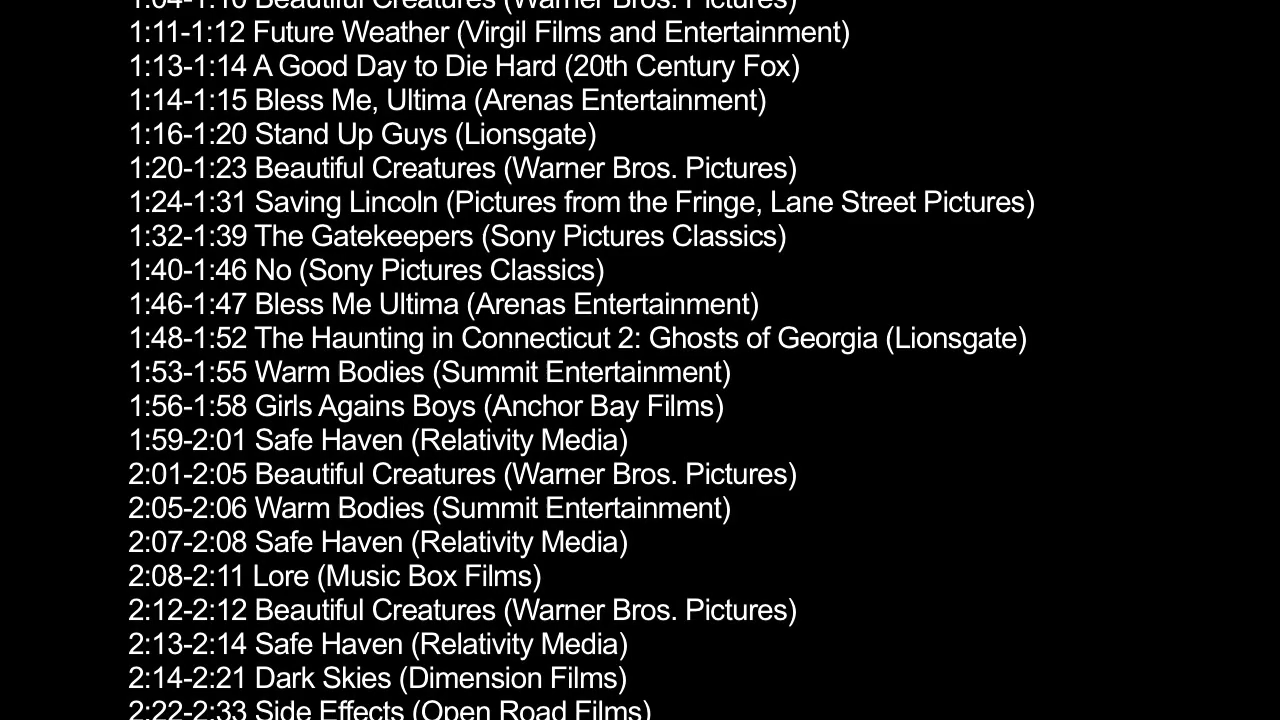 1:04-1:10 Beautiful Creatures (Warner Bros. Pictures)
1:11-1:12 Future Weather (Virgil Films and Entertainment)
1:13-1:14 A Good Day to Die Hard (20th Century Fox)
1:14-1:15 Bless Me, Ultima (Arenas Entertainment)
1:16-1:20 Stand Up Guys (Lionsgate)
1:20-1:23 Beautiful Creatures (Warner Bros. Pictures)
1:24-1:31 Saving Lincoln (Pictures from the Fringe, Lane Street Pictures)
1:32-1:39 The Gatekeepers (Sony Pictures Classics)
1:40-1:46 No (Sony Pictures Classics)
1:46-1:47 Bless Me Ultima (Arenas Entertainment)
1:48-1:52 The Haunting in Connecticut 2: Ghosts of Georgia (Lionsgate)
1:53-1:55 Warm Bodies (Summit Entertainment)
1:56-1:58 Girls Agains Boys (Anchor Bay Films)
1:59-2:01 Safe Haven (Relativity Media)
2:01-2:05 Beautiful Creatures (Warner Bros. Pictures)
2:05-2:06 Warm Bodies (Summit Entertainment)
2:07-2:08 Safe Haven (Relativity Media)
2:08-2:11 Lore (Music Box Films)
2:12-2:12 Beautiful Creatures (Warner Bros. Pictures)
2:13-2:14 Safe Haven (Relativity Media)
2:14-2:21 Dark Skies (Dimension Films)
2:22-2:33 Side Effects (Open Road Films)